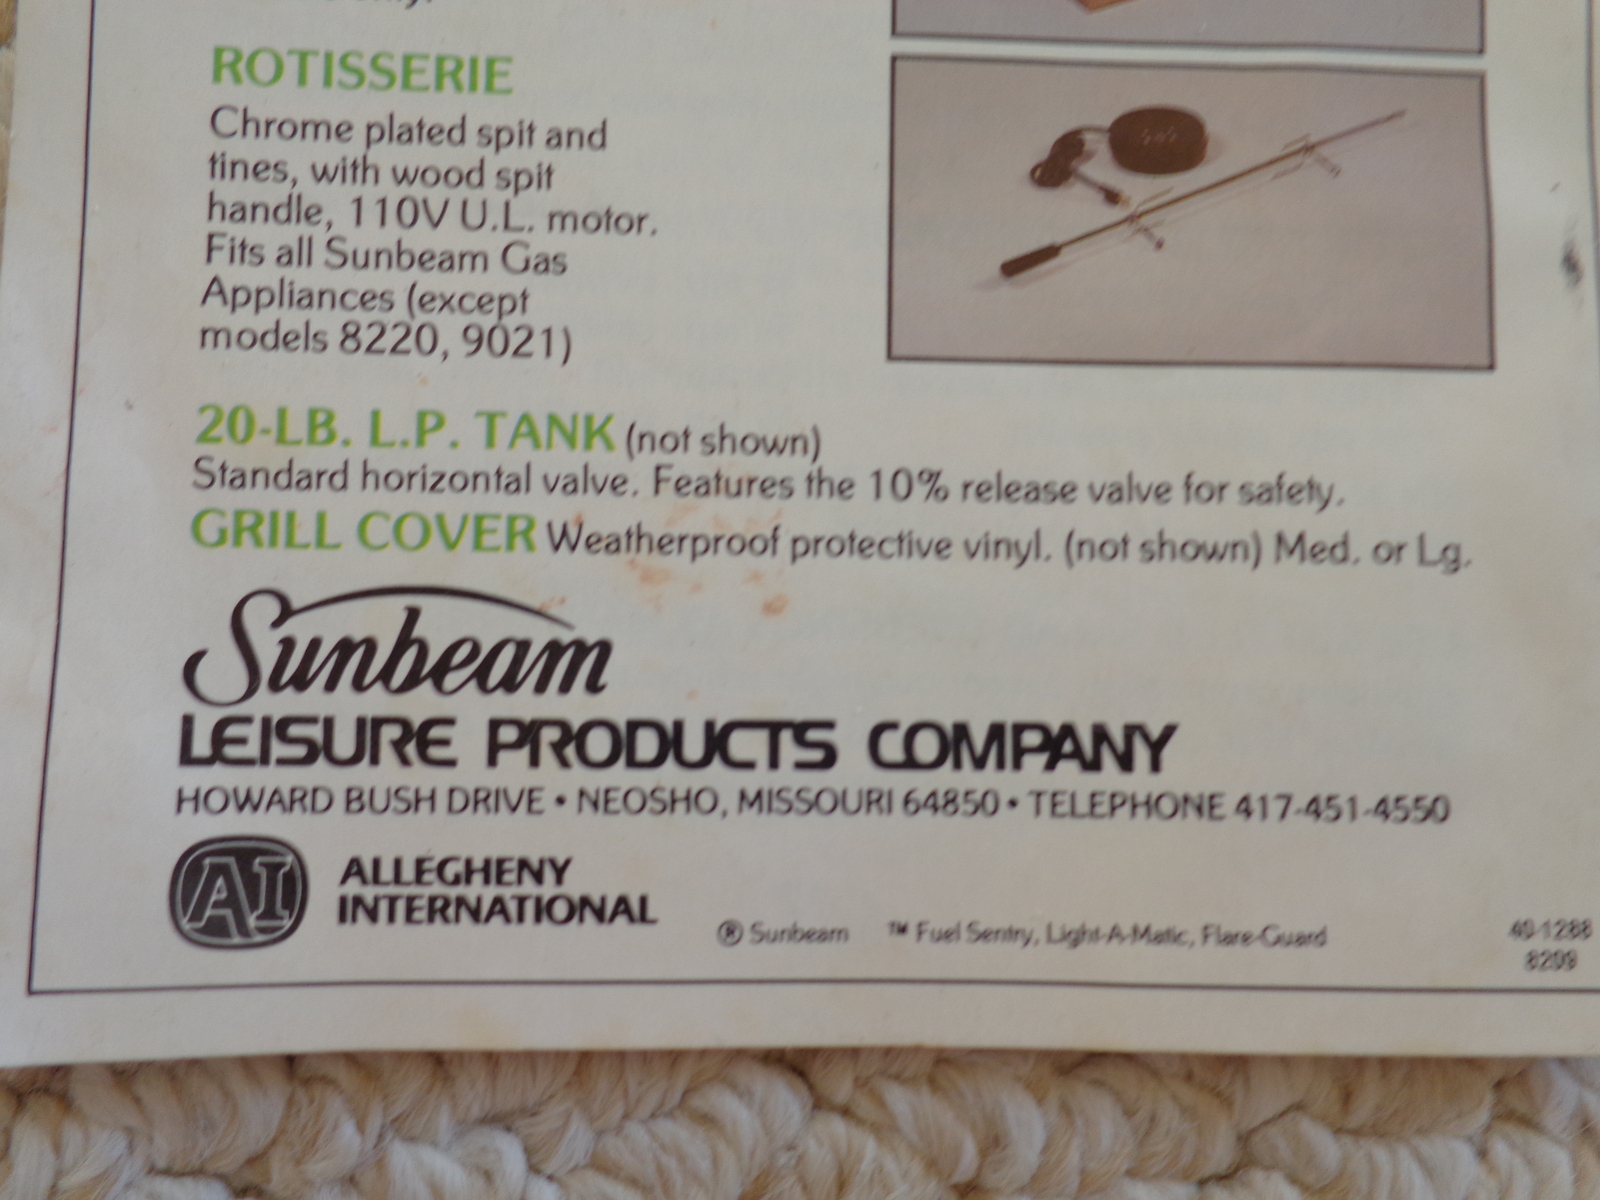 only.
ROTISSERIE
Chrome plated spit and
tines, with wood spit
handle, 110V U.L. motor.
Fits all Sunbeam Gas
Appliances (except
models 8220, 9021)
20-LB. L.P. TANK (not shown)
Standard horizontal valve. Features the 10% release valve for safety.
GRILL COVER Weatherproof protective vinyl. (not shown) Med. or Lg.
Sunbeam
LEISURE PRODUCTS COMPANY
HOWARD BUSH DRIVE • NEOSHO, MISSOURI 64850 • TELEPHONE 417-451-4550
AI ALLEGHENY
INTERNATIONAL
® Sunbeam ™ Fuel Sentry, Light-A-Matic, Flare-Guard
40-1288